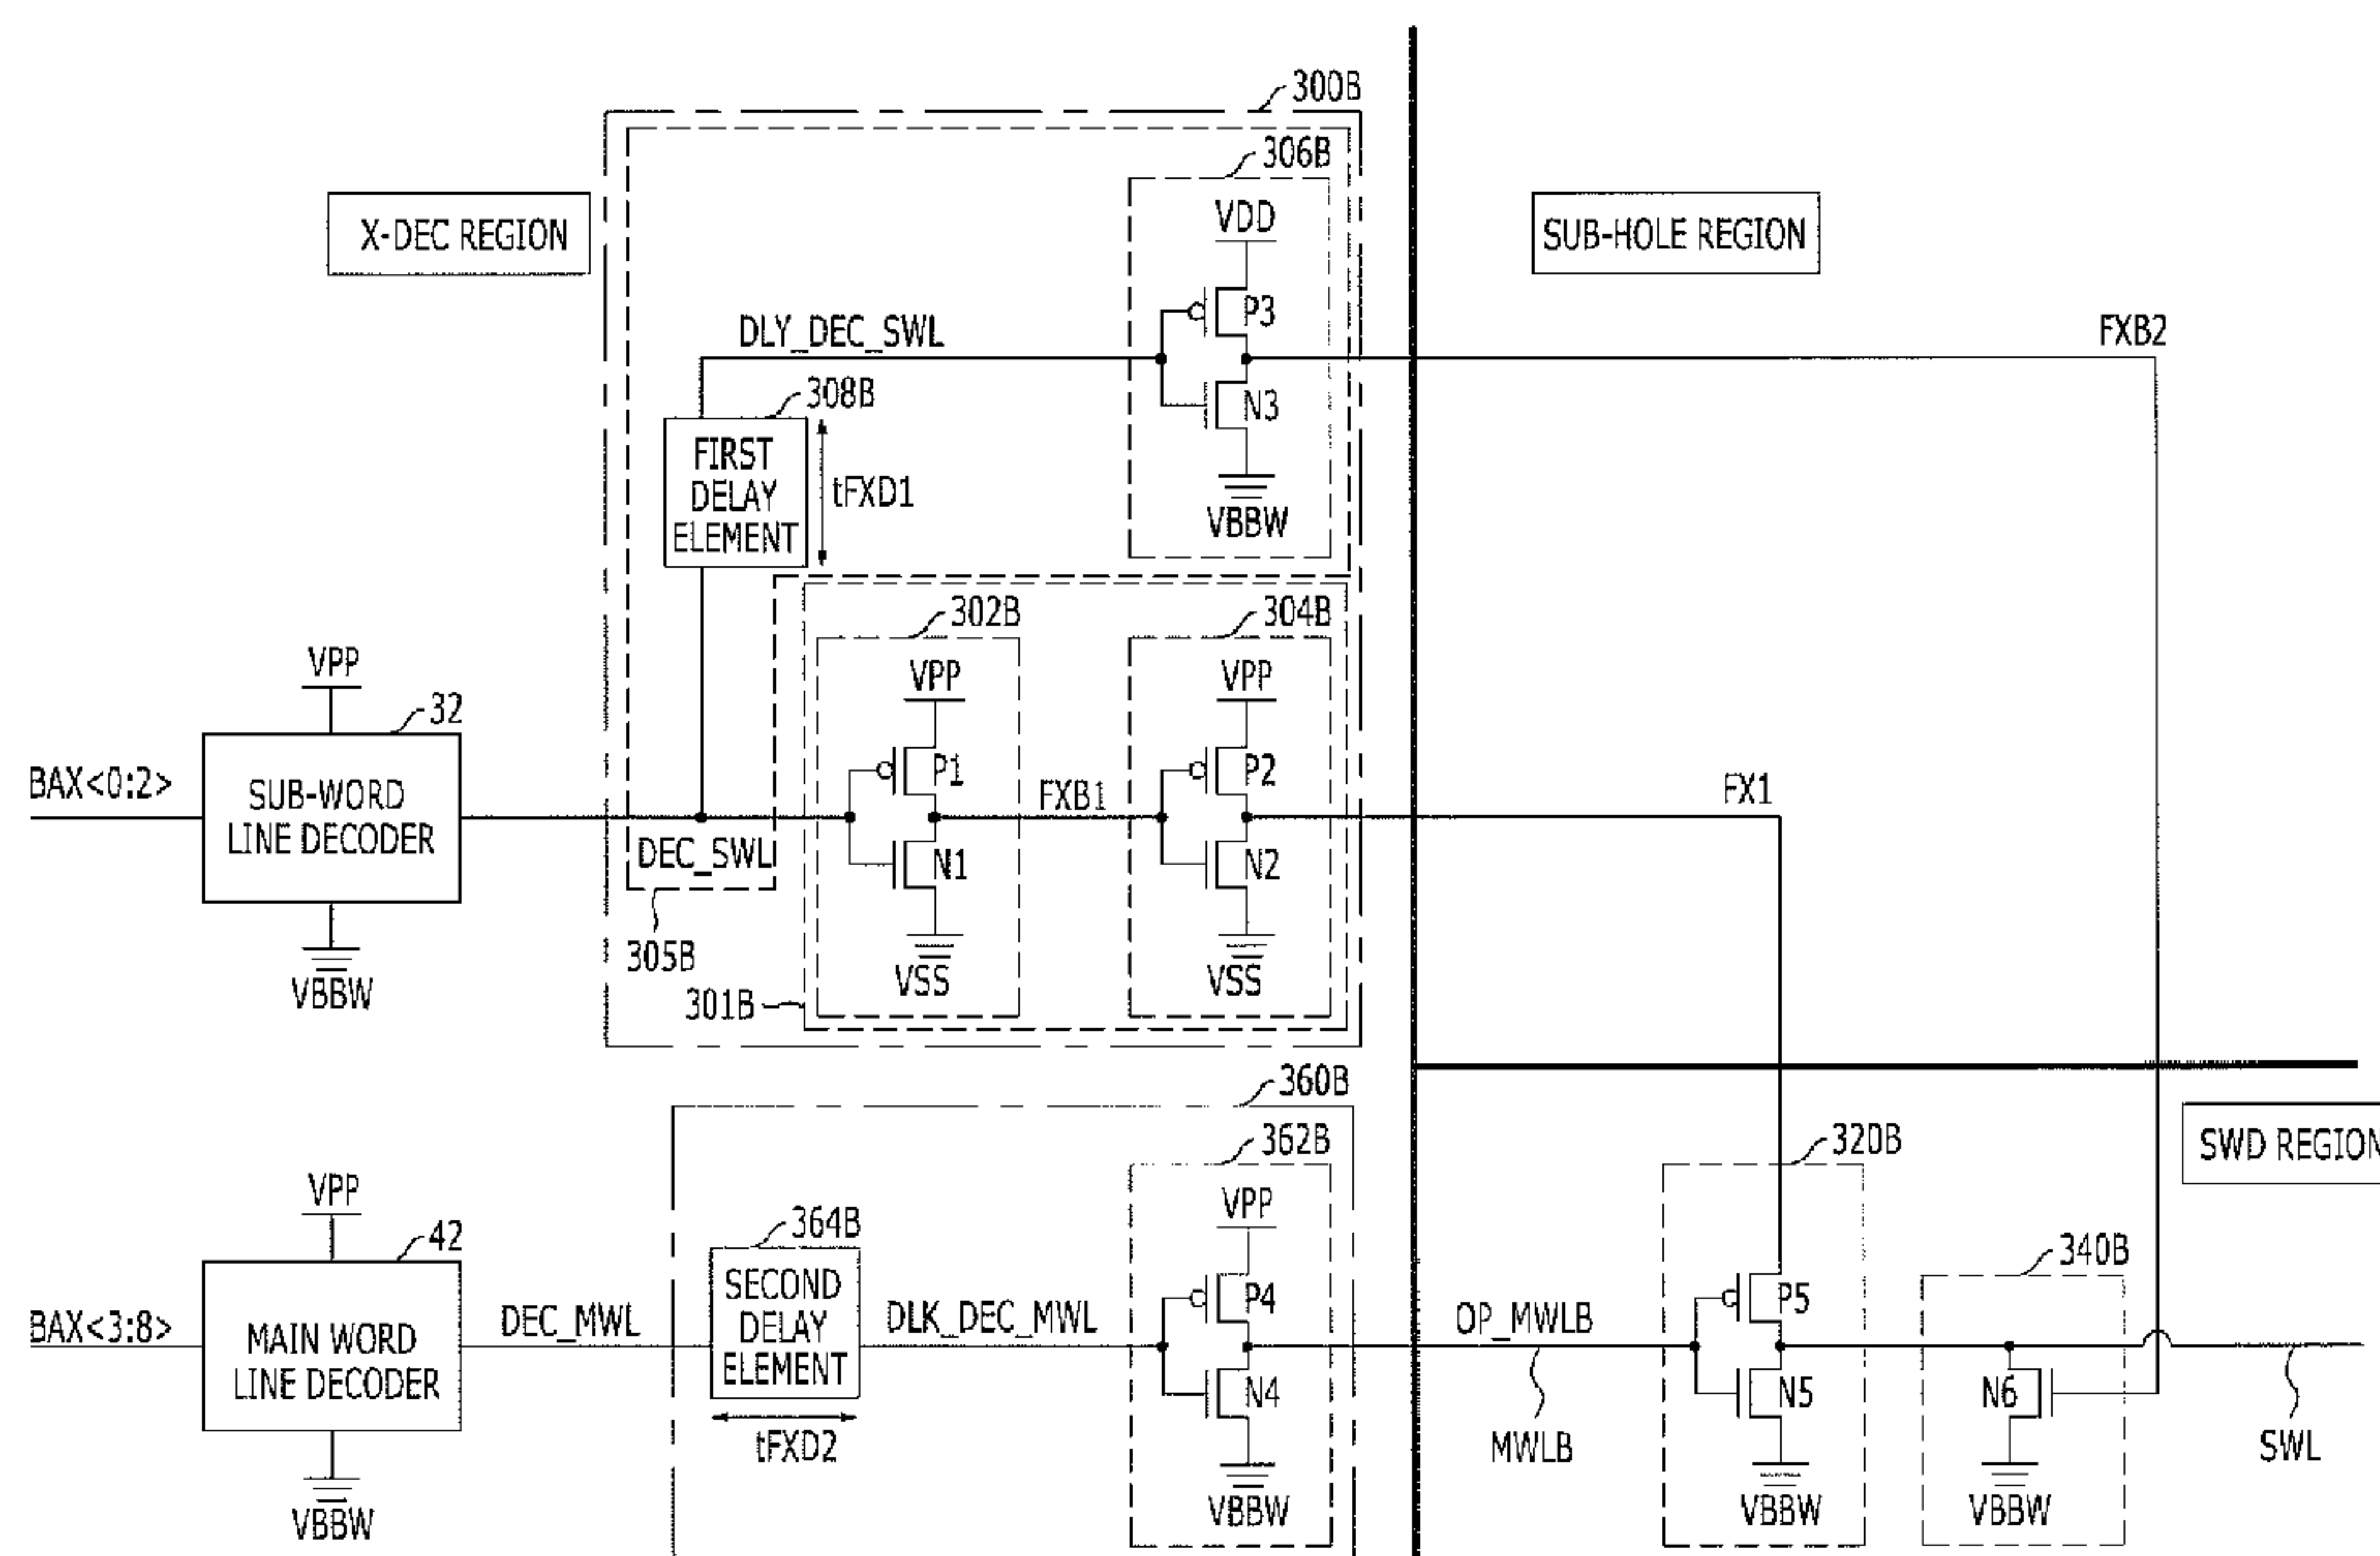 300B
306B
X-DEC REGION
VDD
SUB-HOLE REGION
P3
DLY_DEC_SWL
FXB2
308B
N3
FIRST
DELAY
ELEMENT
tFXD1
VBBW
302B
304B
VPP
VPP
VPP
32
BAX<0:2>
SUB-WORD
LINE DECODER
P1
FXB1
P2
FX1
DEC_SWL
N1
N2
305B
VBBW
VSS
VSS
301B
360B
362B
320B
SWD REGION
VPP
VPP
364B
42
340B
BAX<3:8>
MAIN WORD
LINE DECODER
DEC_MWL
SECOND
DELAY
ELEMENT
DLK_DEC_MWL
P4
OP_MWLB
P5
N4
N5
N6
tFXD2
MWLB
SWL
VBBW
VBBW
VBBW
VBBW